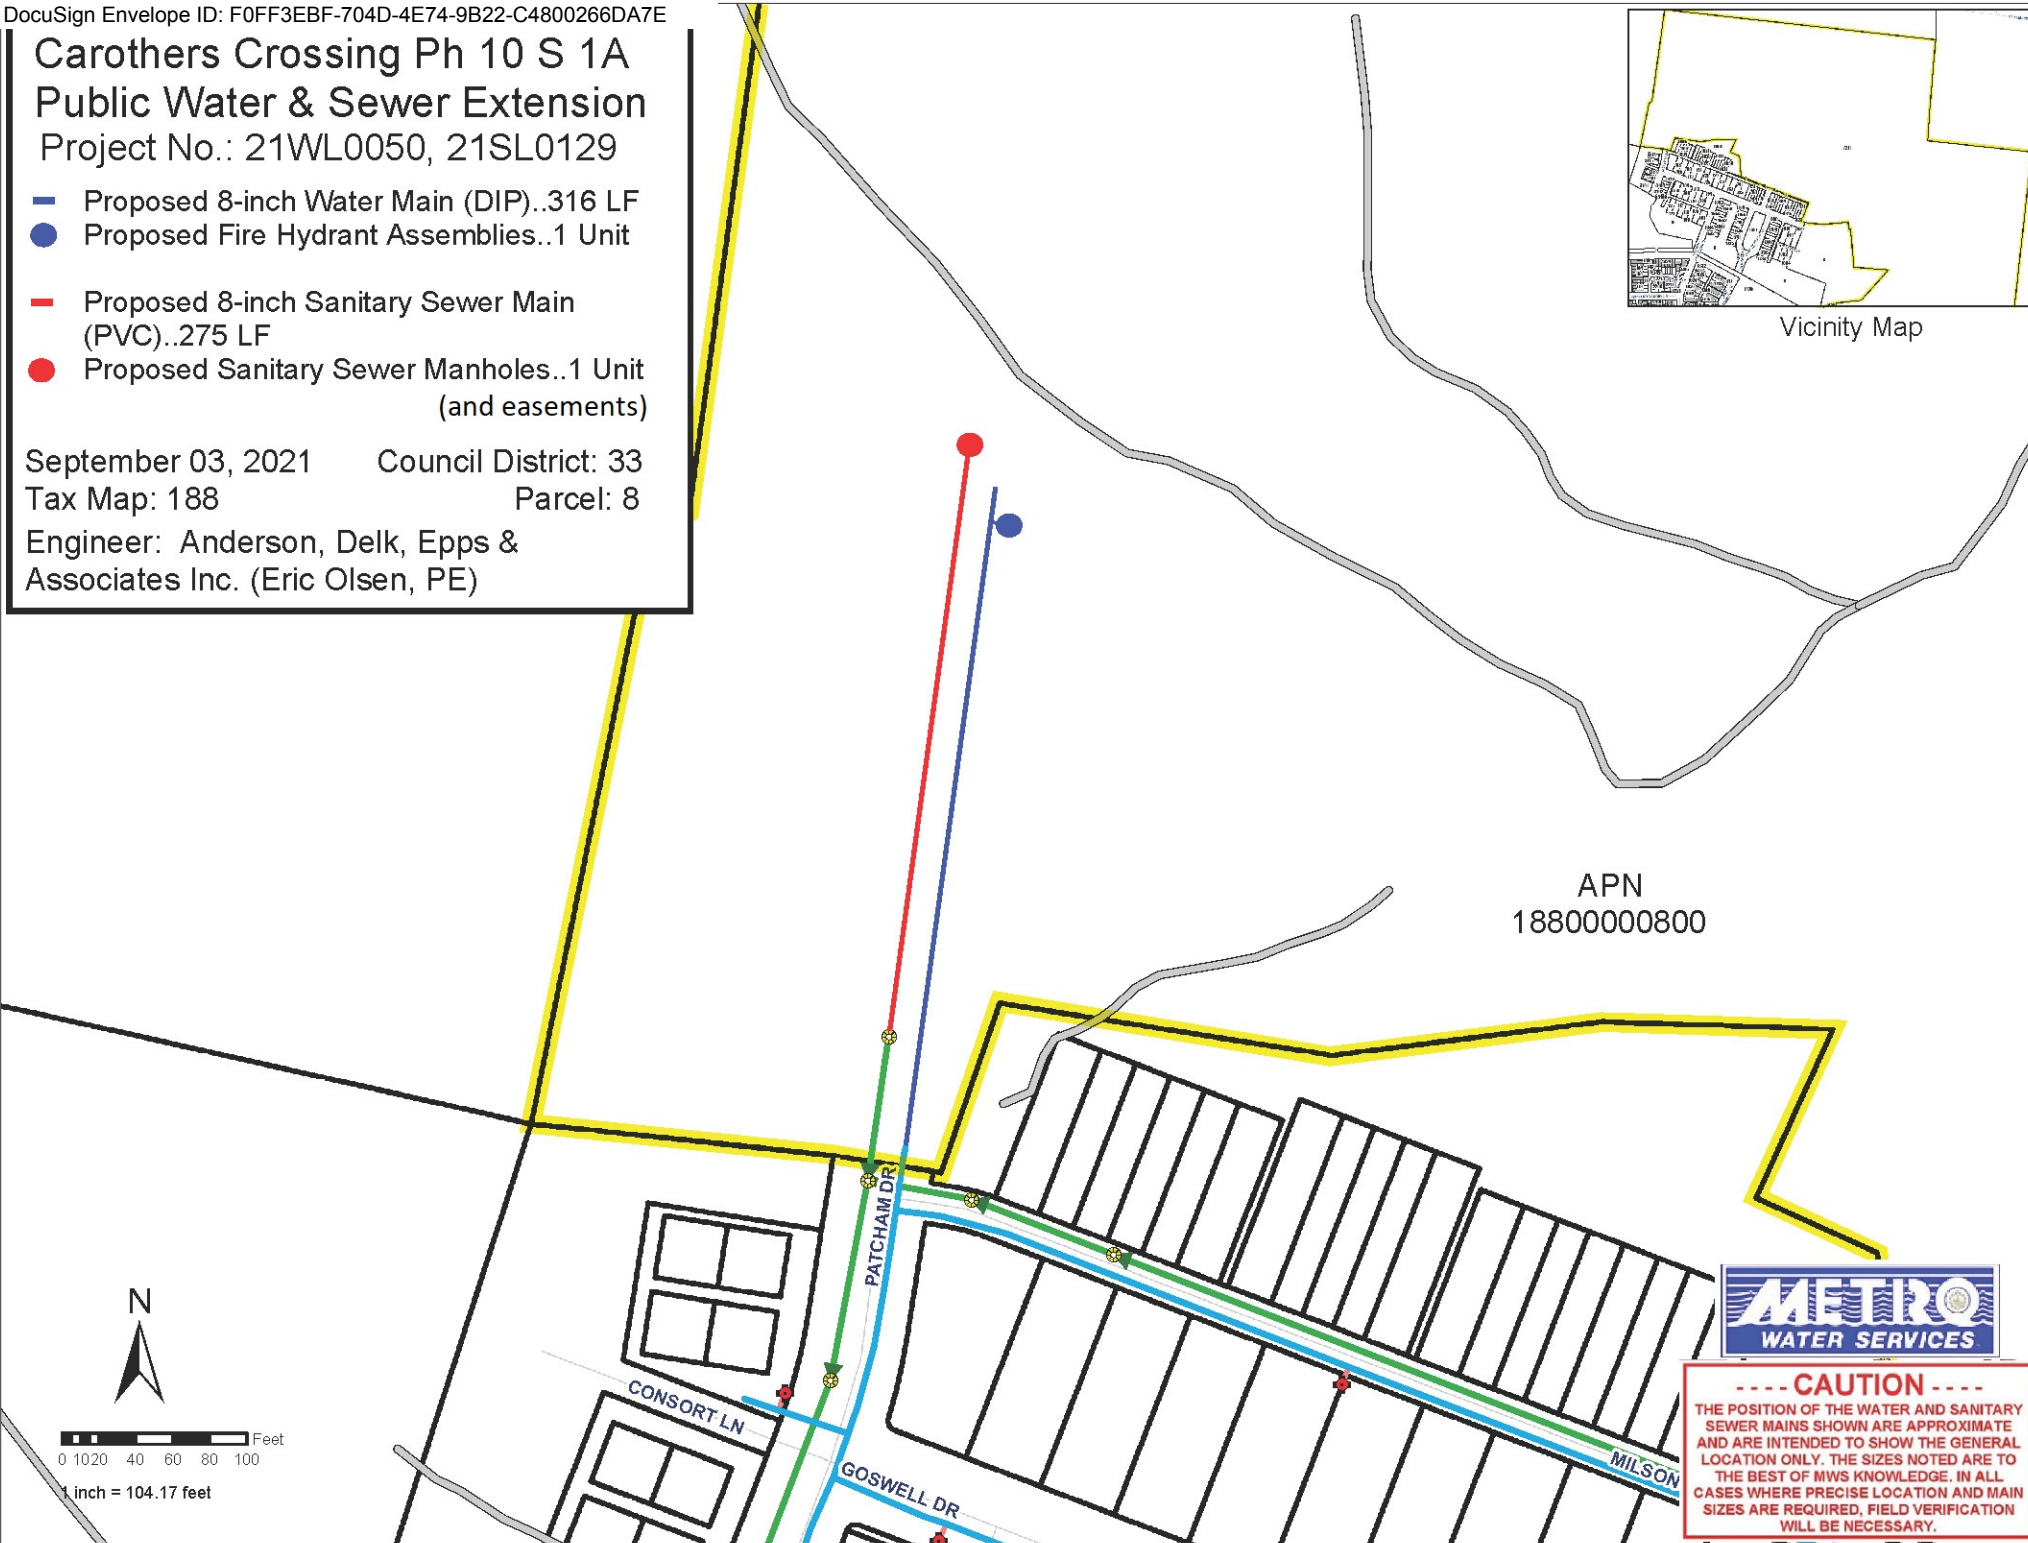 DocuSign Envelope ID: F0FF3EBF-704D-4E74-9B22-C4800266DA7E
Carothers Crossing Ph 10 S 1A
Public Water & Sewer Extension
Project No.: 21WL0050, 21SL0129
Proposed 8-inch Water Main (DIP)..316 LF
Proposed Fire Hydrant Assemblies..1 Unit
Proposed 8-inch Sanitary Sewer Main
(PVC)..275 LF
Proposed Sanitary Sewer Manholes..1 Unit
(and easements)
September 03, 2021 Council District: 33
Tax Map: 188 Parcel: 8
Engineer: Anderson, Delk, Epps &
Associates Inc. (Eric Olsen, PE)
Vicinity Map
APN
18800000800
PATCHAM DR
CONSORT LN
GOSWELL DR
MILSON
N
Feet
0 10 20 40 60 80 100
1 inch = 104.17 feet
METRO
WATER SERVICES
----CAUTION----
THE POSITION OF THE WATER AND SANITARY
SEWER MAINS SHOWN ARE APPROXIMATE
AND ARE INTENDED TO SHOW THE GENERAL
LOCATION ONLY. THE SIZES NOTED ARE TO
THE BEST OF MWS KNOWLEDGE. IN ALL
CASES WHERE PRECISE LOCATION AND MAIN
SIZES ARE REQUIRED, FIELD VERIFICATION
WILL BE NECESSARY.